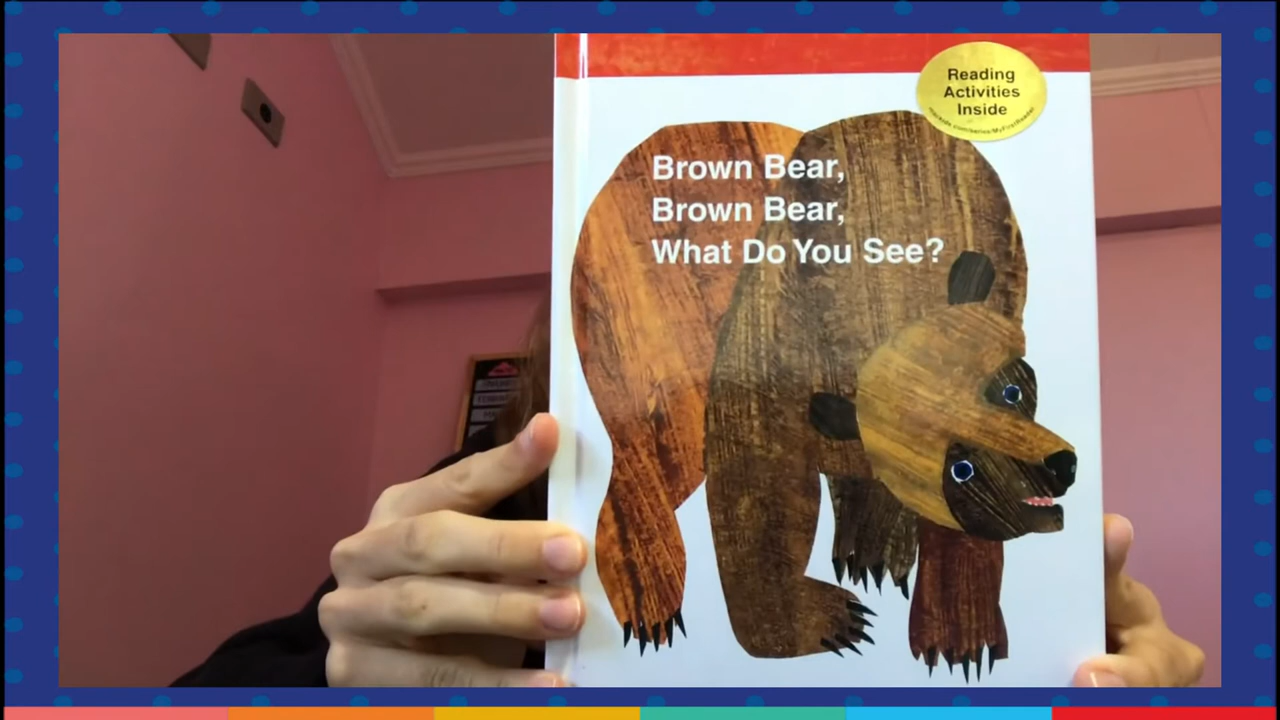 Reading
Activities
Inside
Brown Bear,
Brown Bear,
What Do You See?